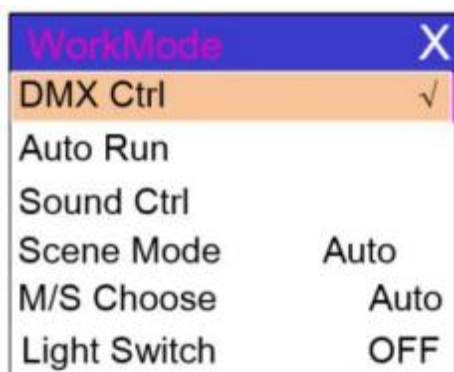 WorkMode X
DMX Ctrl √
Auto Run
Sound Ctrl
Scene Mode Auto
M/S Choose Auto
Light Switch OFF